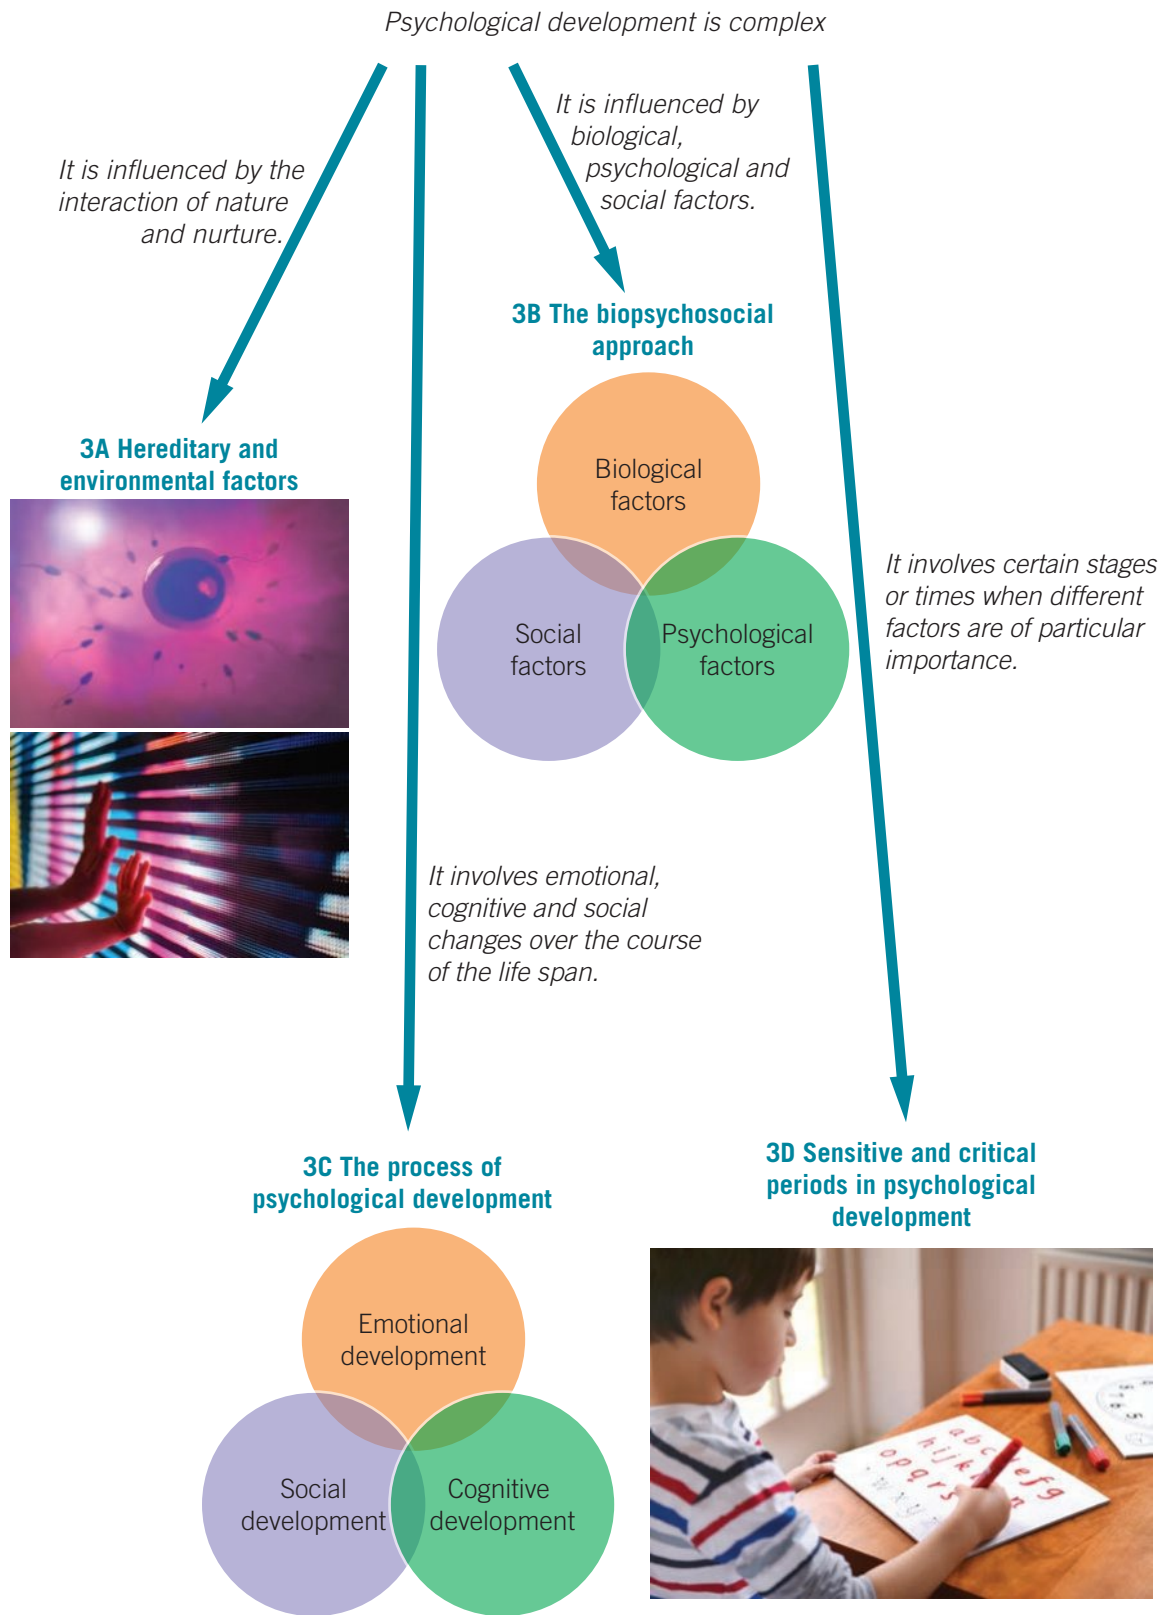 Psychological development is complex
It is influenced by the
interaction of nature
and nurture.
It is influenced by
biological,
psychological and
social factors.
3B The biopsychosocial
approach
Biological
factors
Social
factors
Psychological
factors
3A Hereditary and
environmental factors
It involves certain stages
or times when different
factors are of particular
importance.
It involves emotional,
cognitive and social
changes over the course
of the life span.
3C The process of
psychological development
Emotional
development
Social
development
Cognitive
development
3D Sensitive and critical
periods in psychological
development